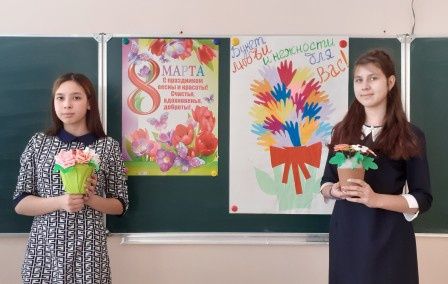 8 МАРТА
С праздником
весны и красоты!
Счастья,
вдохновенья,
доброты!
Букет
любви и нежности
для
Вас!